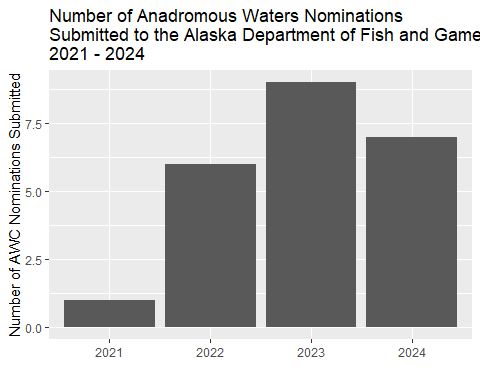 Number of Anadromous Waters Nominations
Submitted to the Alaska Department of Fish and Game
2021 - 2024
Number of AWC Nominations Submitted
7.5
5.0
2.5
0.0
2021 2022 2023 2024